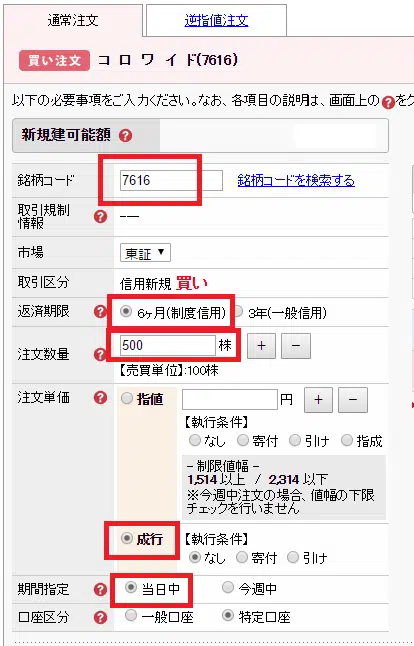 通常注文 逆指値注文
買い注文 コロワイド(7616)
以下の必要事項をご入力ください。なお、各項目の説明は、画面上の?を
新規建可能額 ?
銘柄コード 7616 銘柄コードを検索する
取引規制情報 ? ---
市場 東証 ▼
取引区分 信用新規 買い
返済期限 ? 6ヶ月(制度信用) 3年(一般信用)
注文数量 ? 500 株 + -
【売買単位】:100株
注文単価 ? 指値 円 + -
【執行条件】
なし 寄付 引け 指成
- 制限値幅 -
1,514 以上 / 2,314 以下
※今週中注文の場合、値幅の下限
チェックを行いません
成行 【執行条件】
なし 寄付 引け
期間指定 ? 当日中 今週中
口座区分 ? 一般口座 特定口座